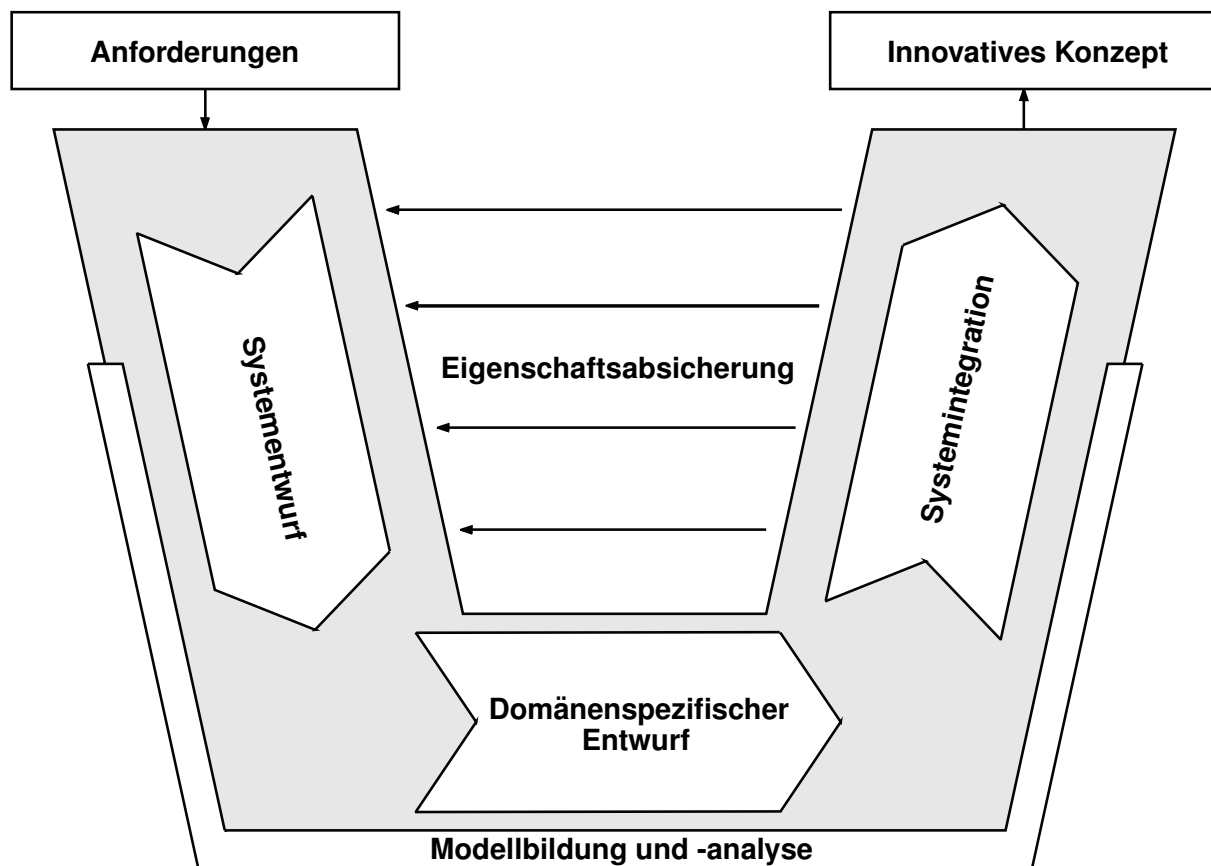 Anforderungen
Innovatives Konzept
Systementwurf
Eigenschaftsabsicherung
Systemintegration
Domänenspezifischer
Entwurf
Modellbildung und -analyse